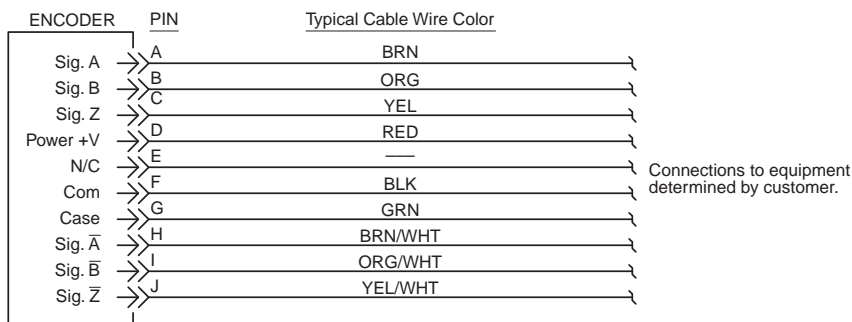 ENCODER PIN Typical Cable Wire Color
Sig. A A BRN
Sig. B B ORG
Sig. Z C YEL
Power +V D RED
N/C E —
Com F BLK
Case G GRN
Sig. A̅ H BRN/WHT
Sig. B̅ I ORG/WHT
Sig. Z̅ J YEL/WHT
Connections to equipment
determined by customer.